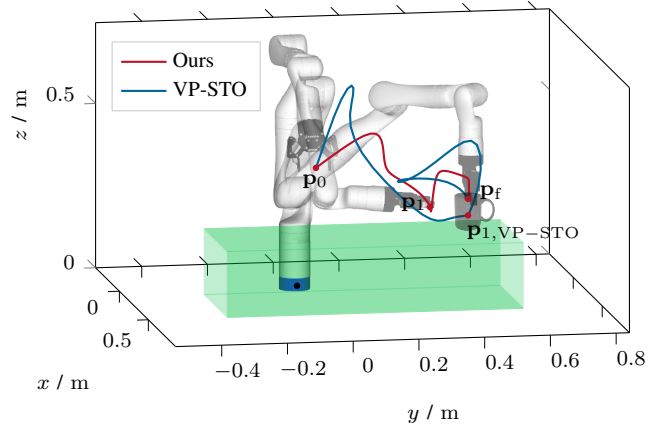 Ours
VP-STO
0.5
z / m
0
0
0.5
x / m
p₀
p₁
p_f
p₁,VP−STO
−0.4
−0.2
0
0.2
0.4
0.6
0.8
y / m